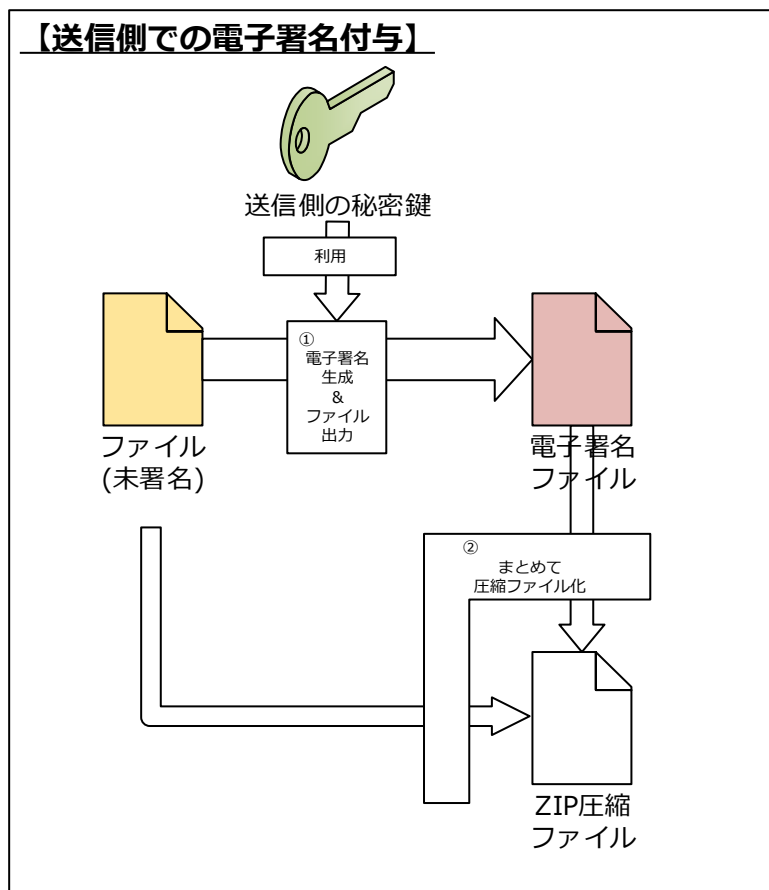 【送信側での電子署名付与】
送信側の秘密鍵
利用
①
電子署名
生成
&
ファイル
出力
ファイル
(未署名)
電子署名
ファイル
②
まとめて
圧縮ファイル化
ZIP圧縮
ファイル